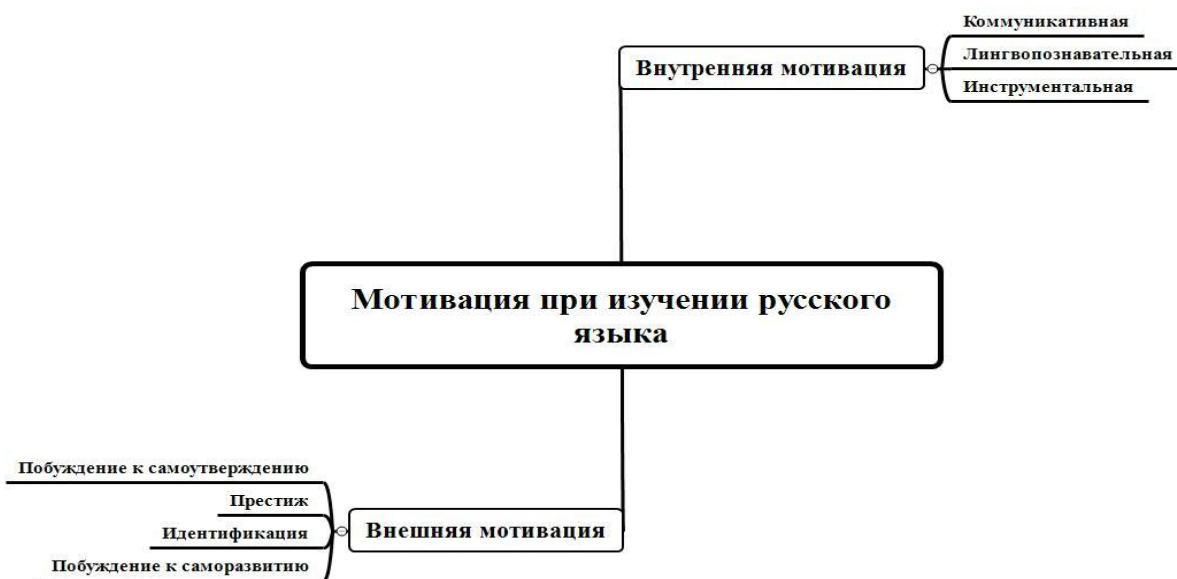 Коммуникативная
Внутренняя мотивация
Лингвопознавательная
Инструментальная
Мотивация при изучении русского
языка
Побуждение к самоутверждению
Престиж
Внешняя мотивация
Идентификация
Побуждение к саморазвитию